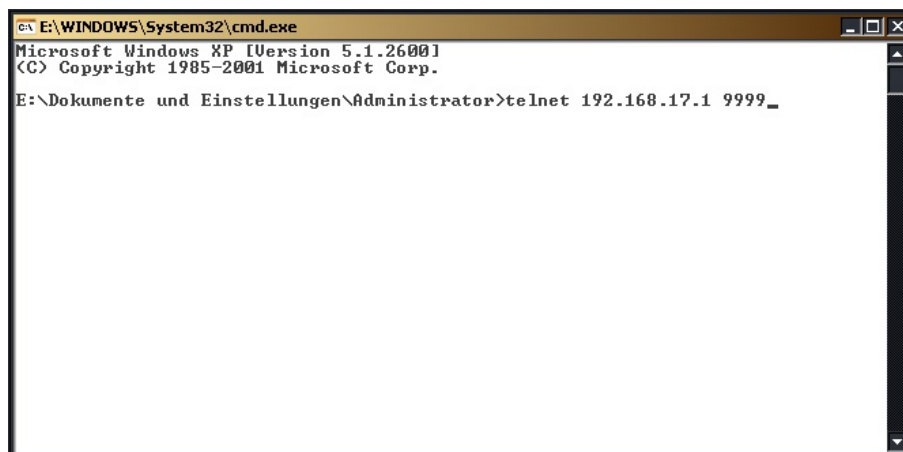 E:\WINDOWS\System32\cmd.exe
Microsoft Windows XP [Version 5.1.2600]
(C) Copyright 1985-2001 Microsoft Corp.
E:\Dokumente und Einstellungen\Administrator>telnet 192.168.17.1 9999_